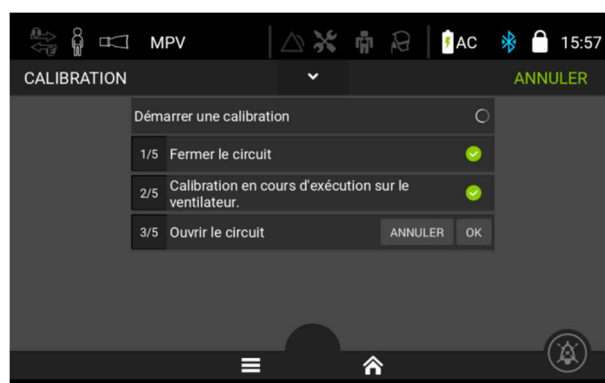 MPV AC 15:57
CALIBRATION ANNULER
Démarrer une calibration
1/5 Fermer le circuit
2/5 Calibration en cours d'exécution sur le
ventilateur.
3/5 Ouvrir le circuit ANNULER OK